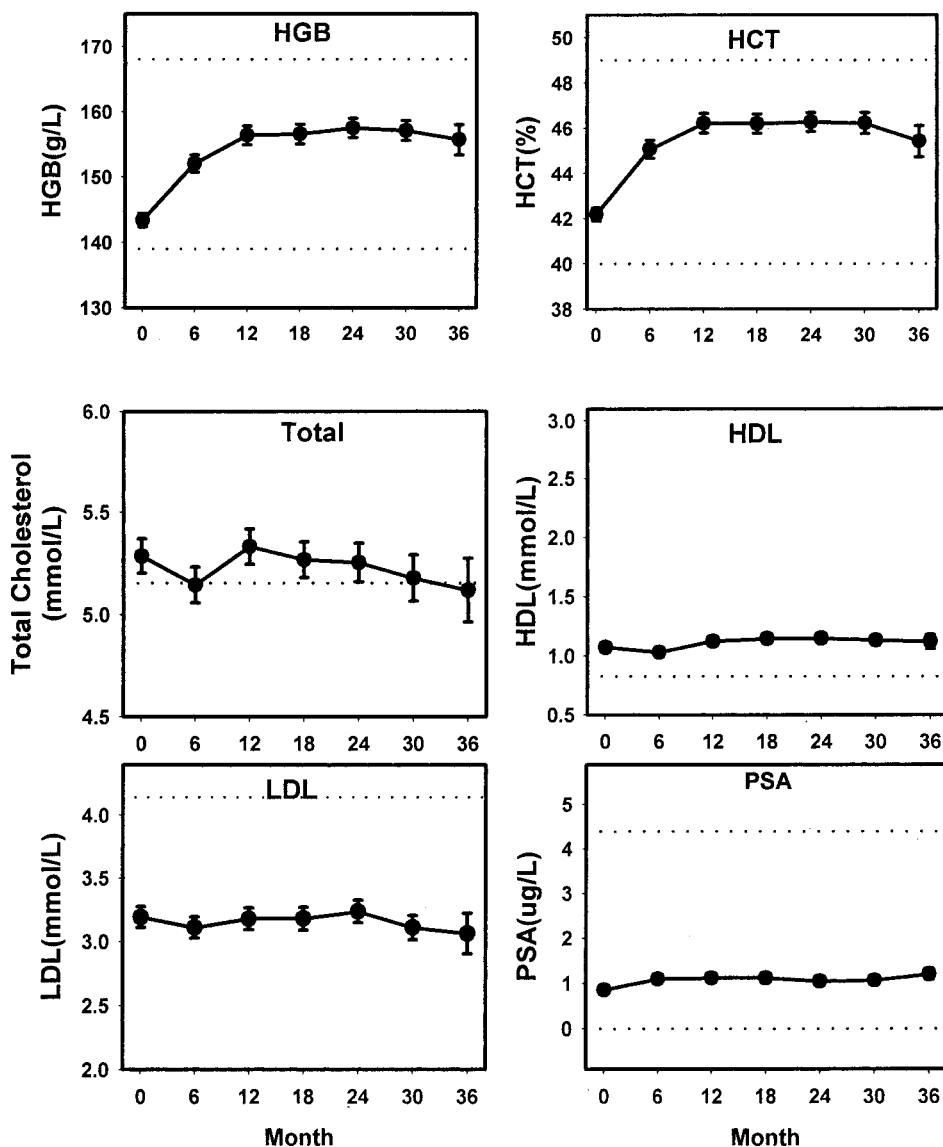 HGB
HGB(g/L)
170
160
150
140
130
0 6 12 18 24 30 36
HCT
HCT(%)
50
48
46
44
42
40
38
0 6 12 18 24 30 36
Total
Total Cholesterol
(mmol/L)
6.0
5.5
5.0
4.5
0 6 12 18 24 30 36
HDL
HDL(mmol/L)
3.0
2.5
2.0
1.5
1.0
0.5
0 6 12 18 24 30 36
LDL
LDL(mmol/L)
4.0
3.5
3.0
2.5
2.0
0 6 12 18 24 30 36
Month
PSA
PSA(ug/L)
5
4
3
2
1
0
0 6 12 18 24 30 36
Month